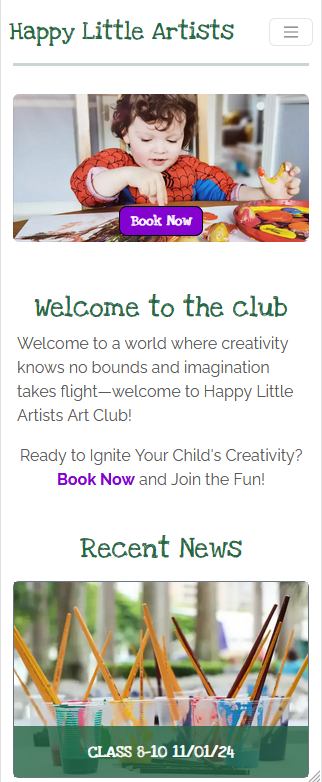 Happy Little Artists
Book Now
Welcome to the club
Welcome to a world where creativity
knows no bounds and imagination
takes flight—welcome to Happy Little
Artists Art Club!
Ready to Ignite Your Child's Creativity?
Book Now and Join the Fun!
Recent News
CLASS 8-10 11/01/24